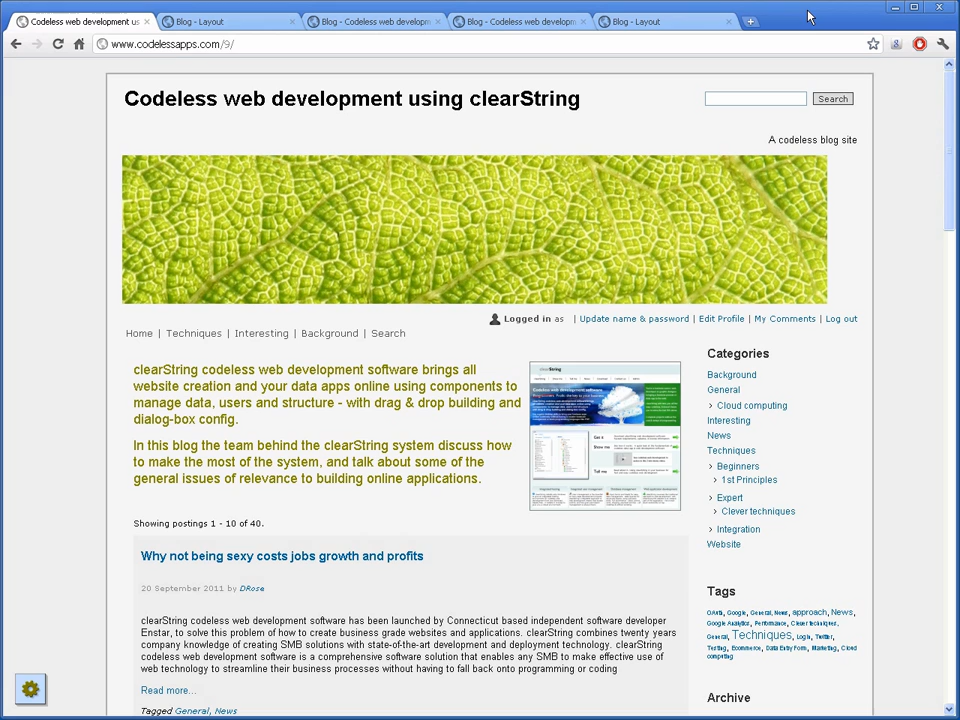 Codeless web development us
Blog - Layout
Blog - Codeless web developm
Blog - Codeless web developm
Blog - Layout
www.codelessapps.com/9/
Codeless web development using clearString
Search
A codeless blog site
Logged in as | Update name & password | Edit Profile | My Comments | Log out
Home | Techniques | Interesting | Background | Search
clearString codeless web development software brings all
website creation and your data apps online using components to
manage data, users and structure - with drag & drop building and
dialog-box config.
In this blog the team behind the clearString system discuss how
to make the most of the system, and talk about some of the
general issues of relevance to building online applications.
clearString
Showing postings 1 - 10 of 40.
Why not being sexy costs jobs growth and profits
20 September 2011 by DRose
clearString codeless web development software has been launched by Connecticut based independent software developer
Enstar, to solve this problem of how to create business grade websites and applications. clearString combines twenty years
company knowledge of creating SMB solutions with state-of-the-art development and deployment technology. clearString
codeless web development software is a comprehensive software solution that enables any SMB to make effective use of
web technology to streamline their business processes without having to fall back onto programming or coding
Read more...
Tagged General, News
Categories
Background
General
› Cloud computing
Interesting
News
Techniques
› Beginners
› 1st Principles
› Expert
› Clever techniques
› Integration
Website
Tags
OAuth, Google, General, News, approach, News,
Google Analytics, Performance, Clever techniques,
General, Techniques, Login, Twitter,
Testing, Ecommerce, Data Entry Form, Marketing, Cloud
computing
Archive